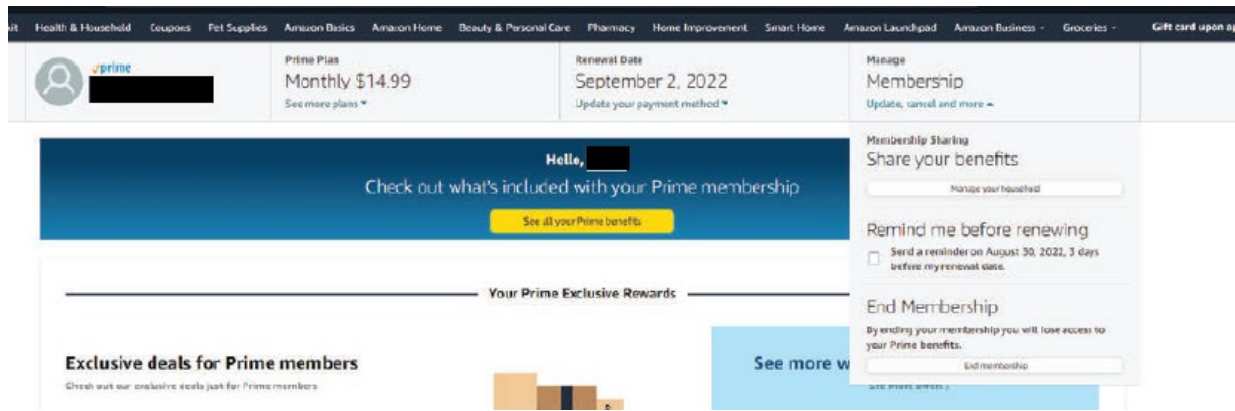 Health & Household Coupons Pet Supplies Amazon Basics Amazon Home Beauty & Personal Care Pharmacy Home Improvement Smart Home Amazon Launchpad Amazon Business Groceries Gift card upon
prime
Prime Plan
Monthly $14.99
See more plans
Renewal Date
September 2, 2022
Update your payment method
Manage
Membership
Update, cancel and more
Hello,
Check out what's included with your Prime membership
See all your Prime benefits
Membership Sharing
Share your benefits
Manage your household
Remind me before renewing
Send a reminder on August 30, 2022, 3 days
before my renewal date.
End Membership
By ending your membership you will lose access to
your Prime benefits.
End membership
Your Prime Exclusive Rewards
Exclusive deals for Prime members
Check out our exclusive deals just for Prime members
See more